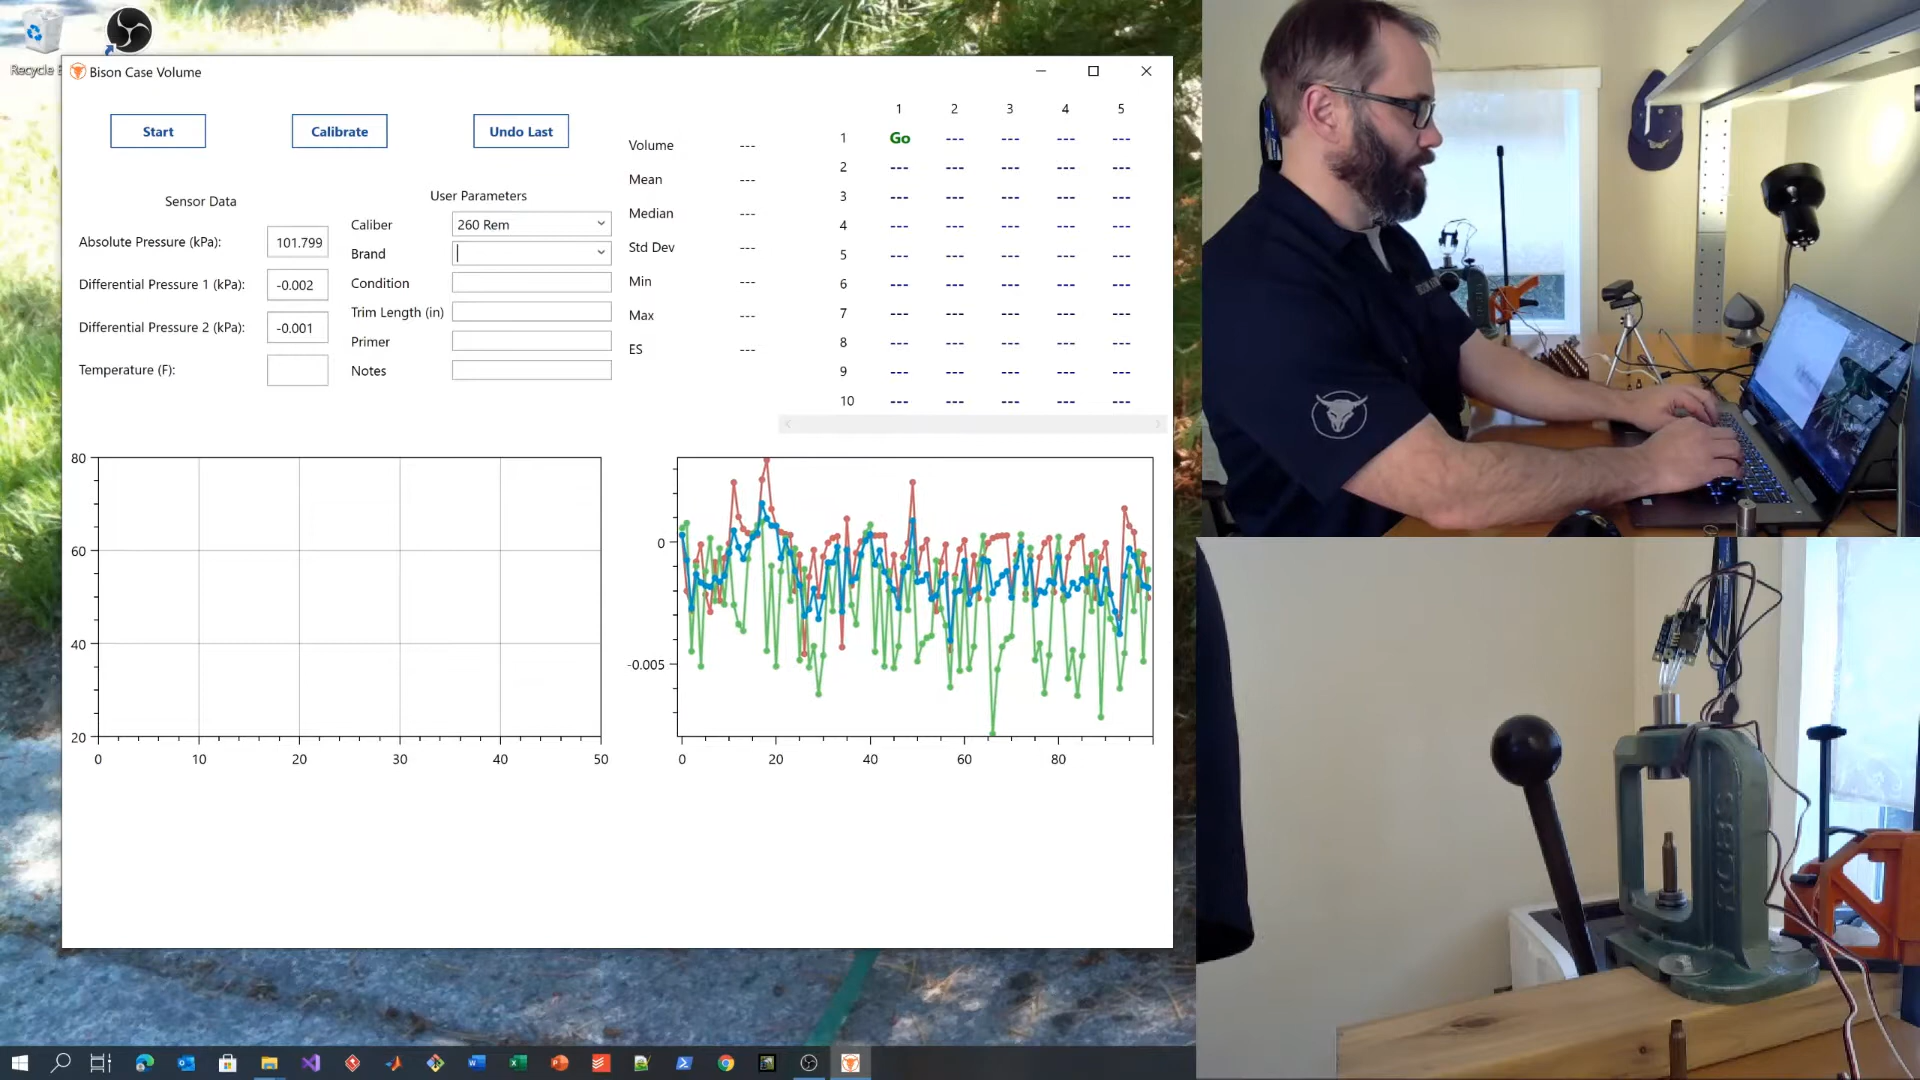 Recycle
Bison Case Volume
Start
Calibrate
Undo Last
Sensor Data
Absolute Pressure (kPa):
101.799
Differential Pressure 1 (kPa):
-0.002
Differential Pressure 2 (kPa):
-0.001
Temperature (F):
User Parameters
Caliber
260 Rem
Brand
Condition
Trim Length (in)
Primer
Notes
Volume ---
Mean ---
Median ---
Std Dev ---
Min ---
Max ---
ES ---
1 2 3 4 5
1 Go --- --- --- ---
2 --- --- --- --- ---
3 --- --- --- --- ---
4 --- --- --- --- ---
5 --- --- --- --- ---
6 --- --- --- --- ---
7 --- --- --- --- ---
8 --- --- --- --- ---
9 --- --- --- --- ---
10 --- --- --- --- ---
80
60
40
20
0 10 20 30 40 50
0
-0.005
0 20 40 60 80
RCBS